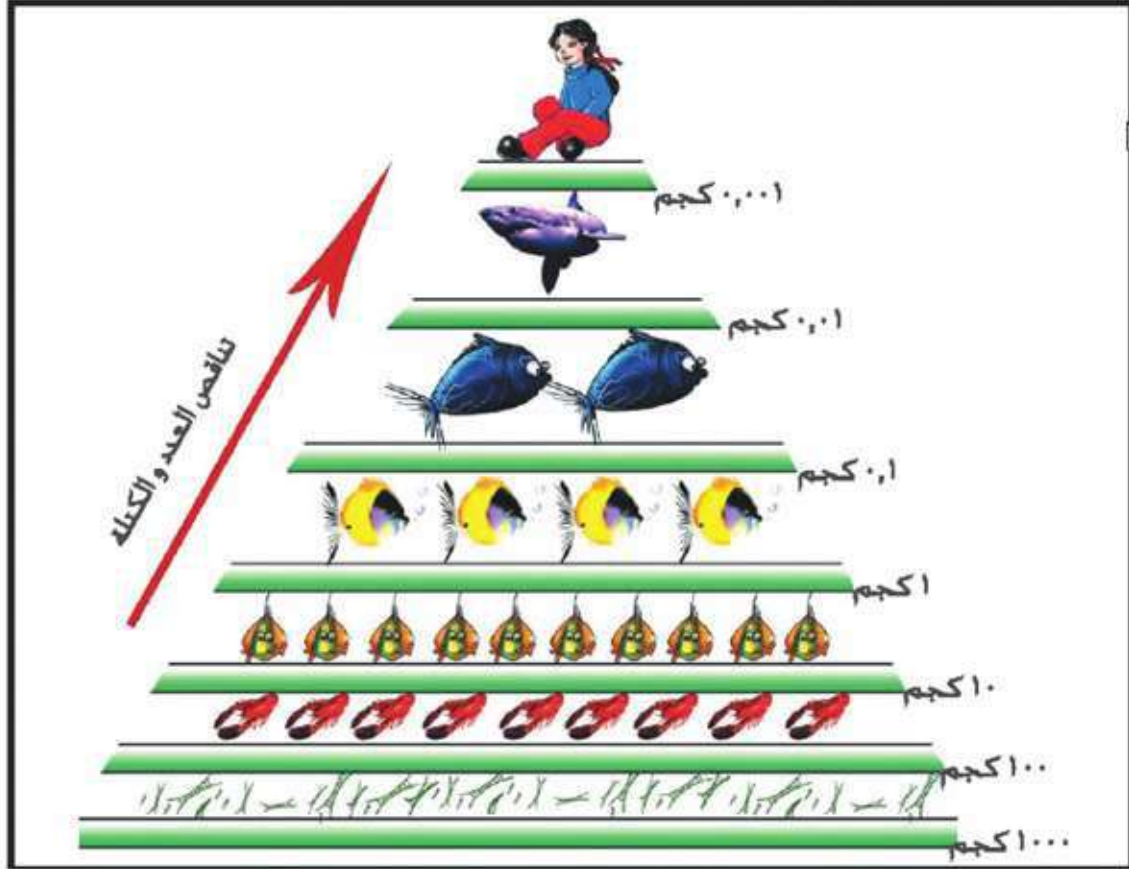 ٠,٠٠١ كجم
٠,٠١ كجم
٠,١ كجم
١ كجم
١٠ كجم
١٠٠ كجم
١٠٠٠ كجم
تناقص العدد و الكتلة